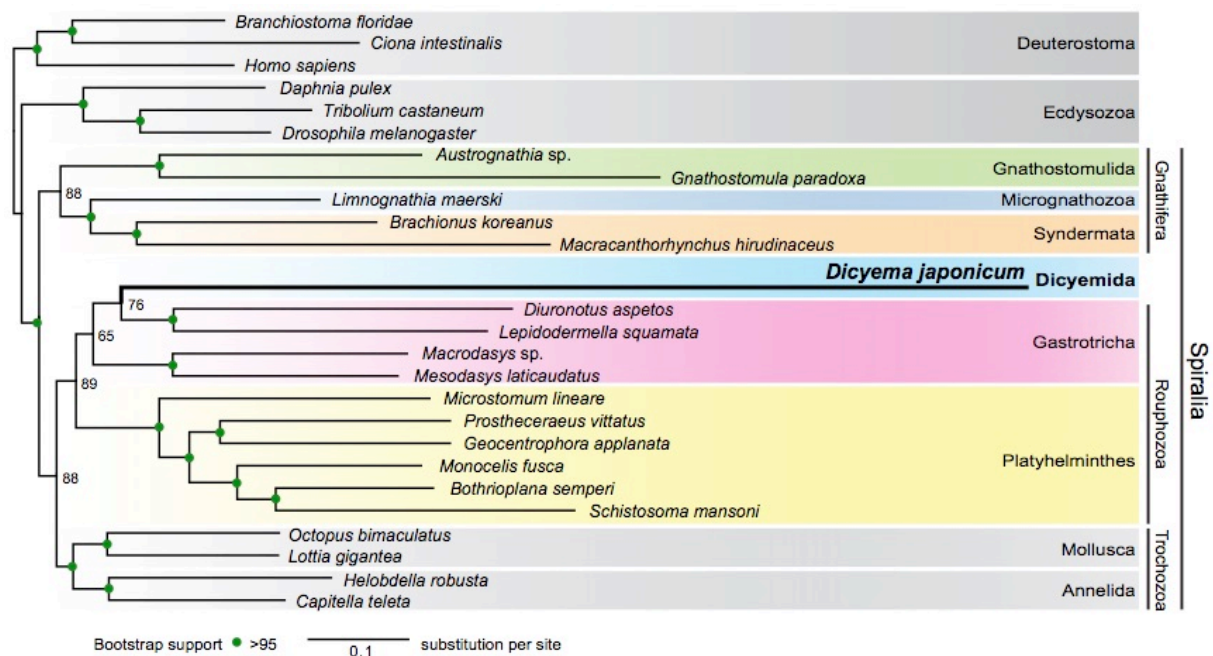 Branchiostoma floridae
Ciona intestinalis
Deuterostoma
Homo sapiens
Daphnia pulex
Tribolium castaneum
Ecdysozoa
Drosophila melanogaster
Austrognathia sp.
Gnathostomulida
88
Gnathostomula paradoxa
Limnognathia maerski
Micrognathozoa
Brachionus koreanus
Syndermata
Macracanthorhynchus hirudinaceus
Gnathifera
Dicyema japonicum
Dicyemida
76
Diuronotus aspetos
65
Lepidodermella squamata
Gastrotricha
Macrodasys sp.
89
Mesodasys laticaudatus
Microstomum lineare
Prostheceraeus vittatus
Geocentrophora applanata
Platyhelminthes
Monocelis fusca
88
Bothrioplana semperi
Schistosoma mansoni
Rouphozoa
Spiralia
Octopus bimaculatus
Mollusca
Lottia gigantea
Helobdella robusta
Annelida
Capitella teleta
Trochozoa
Bootstrap support >95 substitution per site
0.1